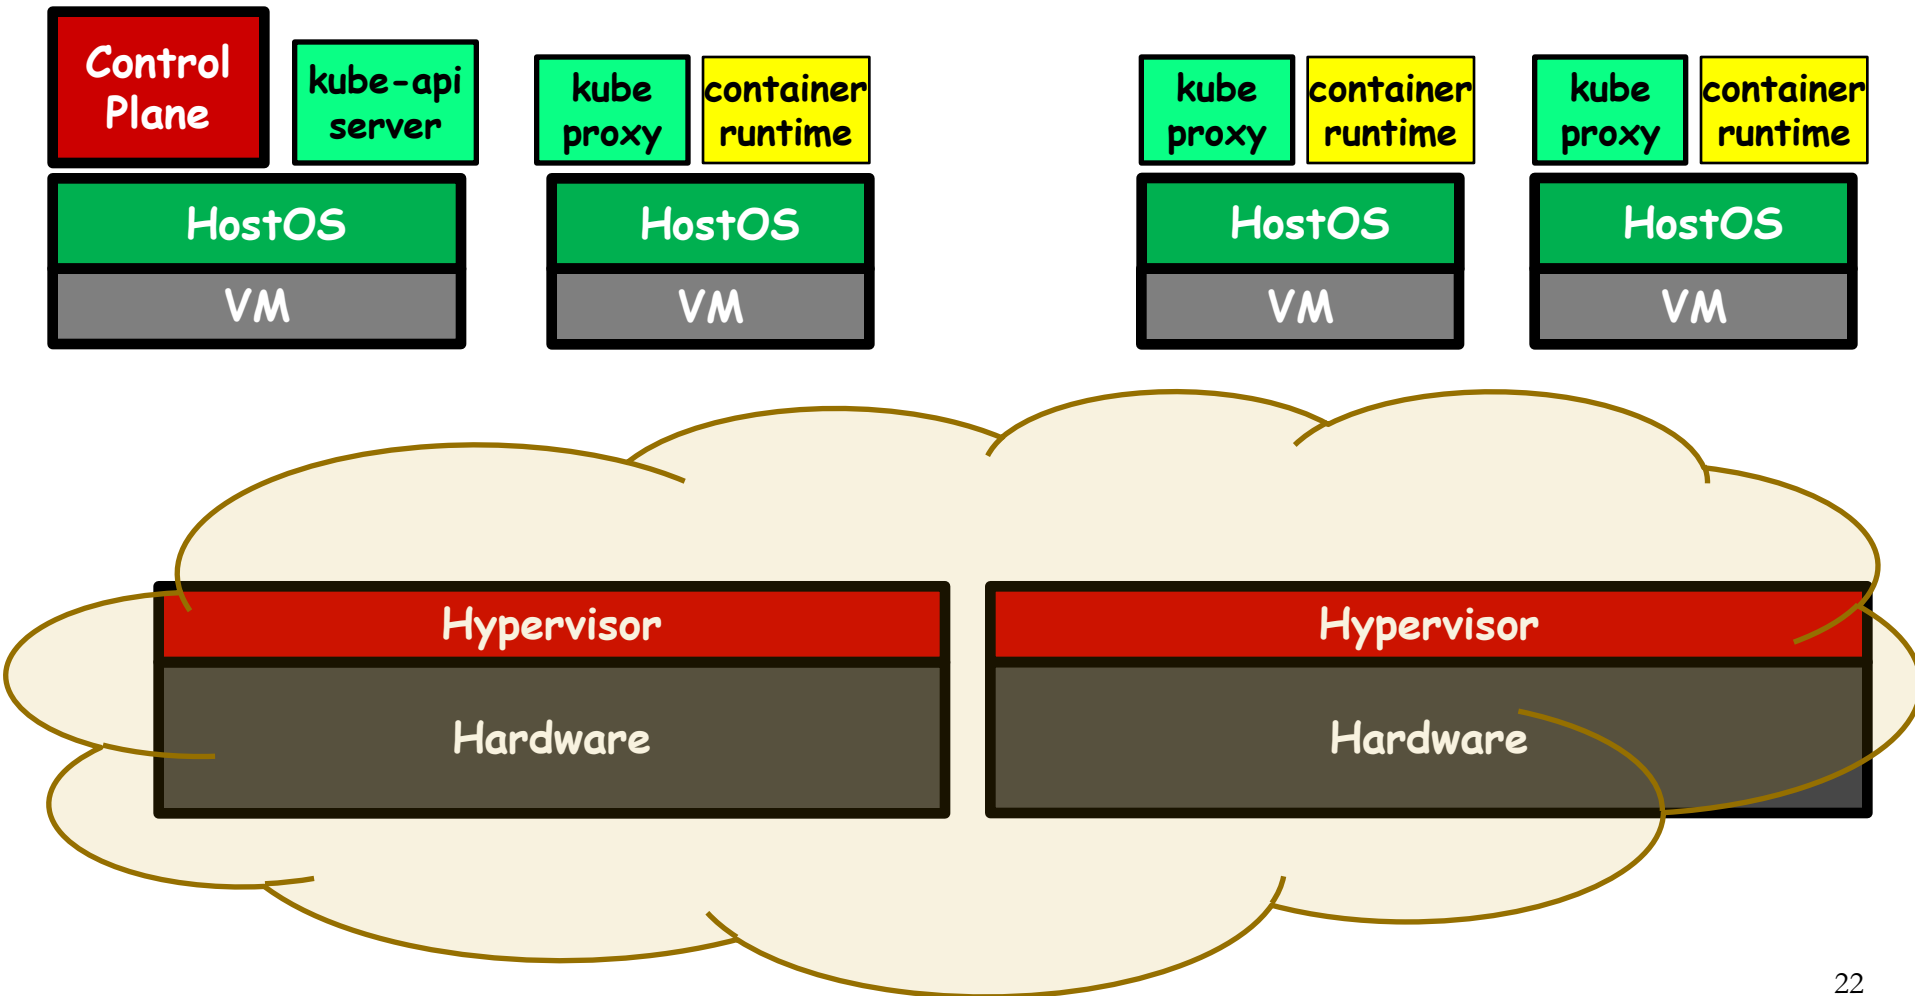 Control
Plane
kube-api
server
kube
proxy
container
runtime
kube
proxy
container
runtime
kube
proxy
container
runtime
HostOS
HostOS
HostOS
HostOS
VM
VM
VM
VM
Hypervisor
Hypervisor
Hardware
Hardware
22